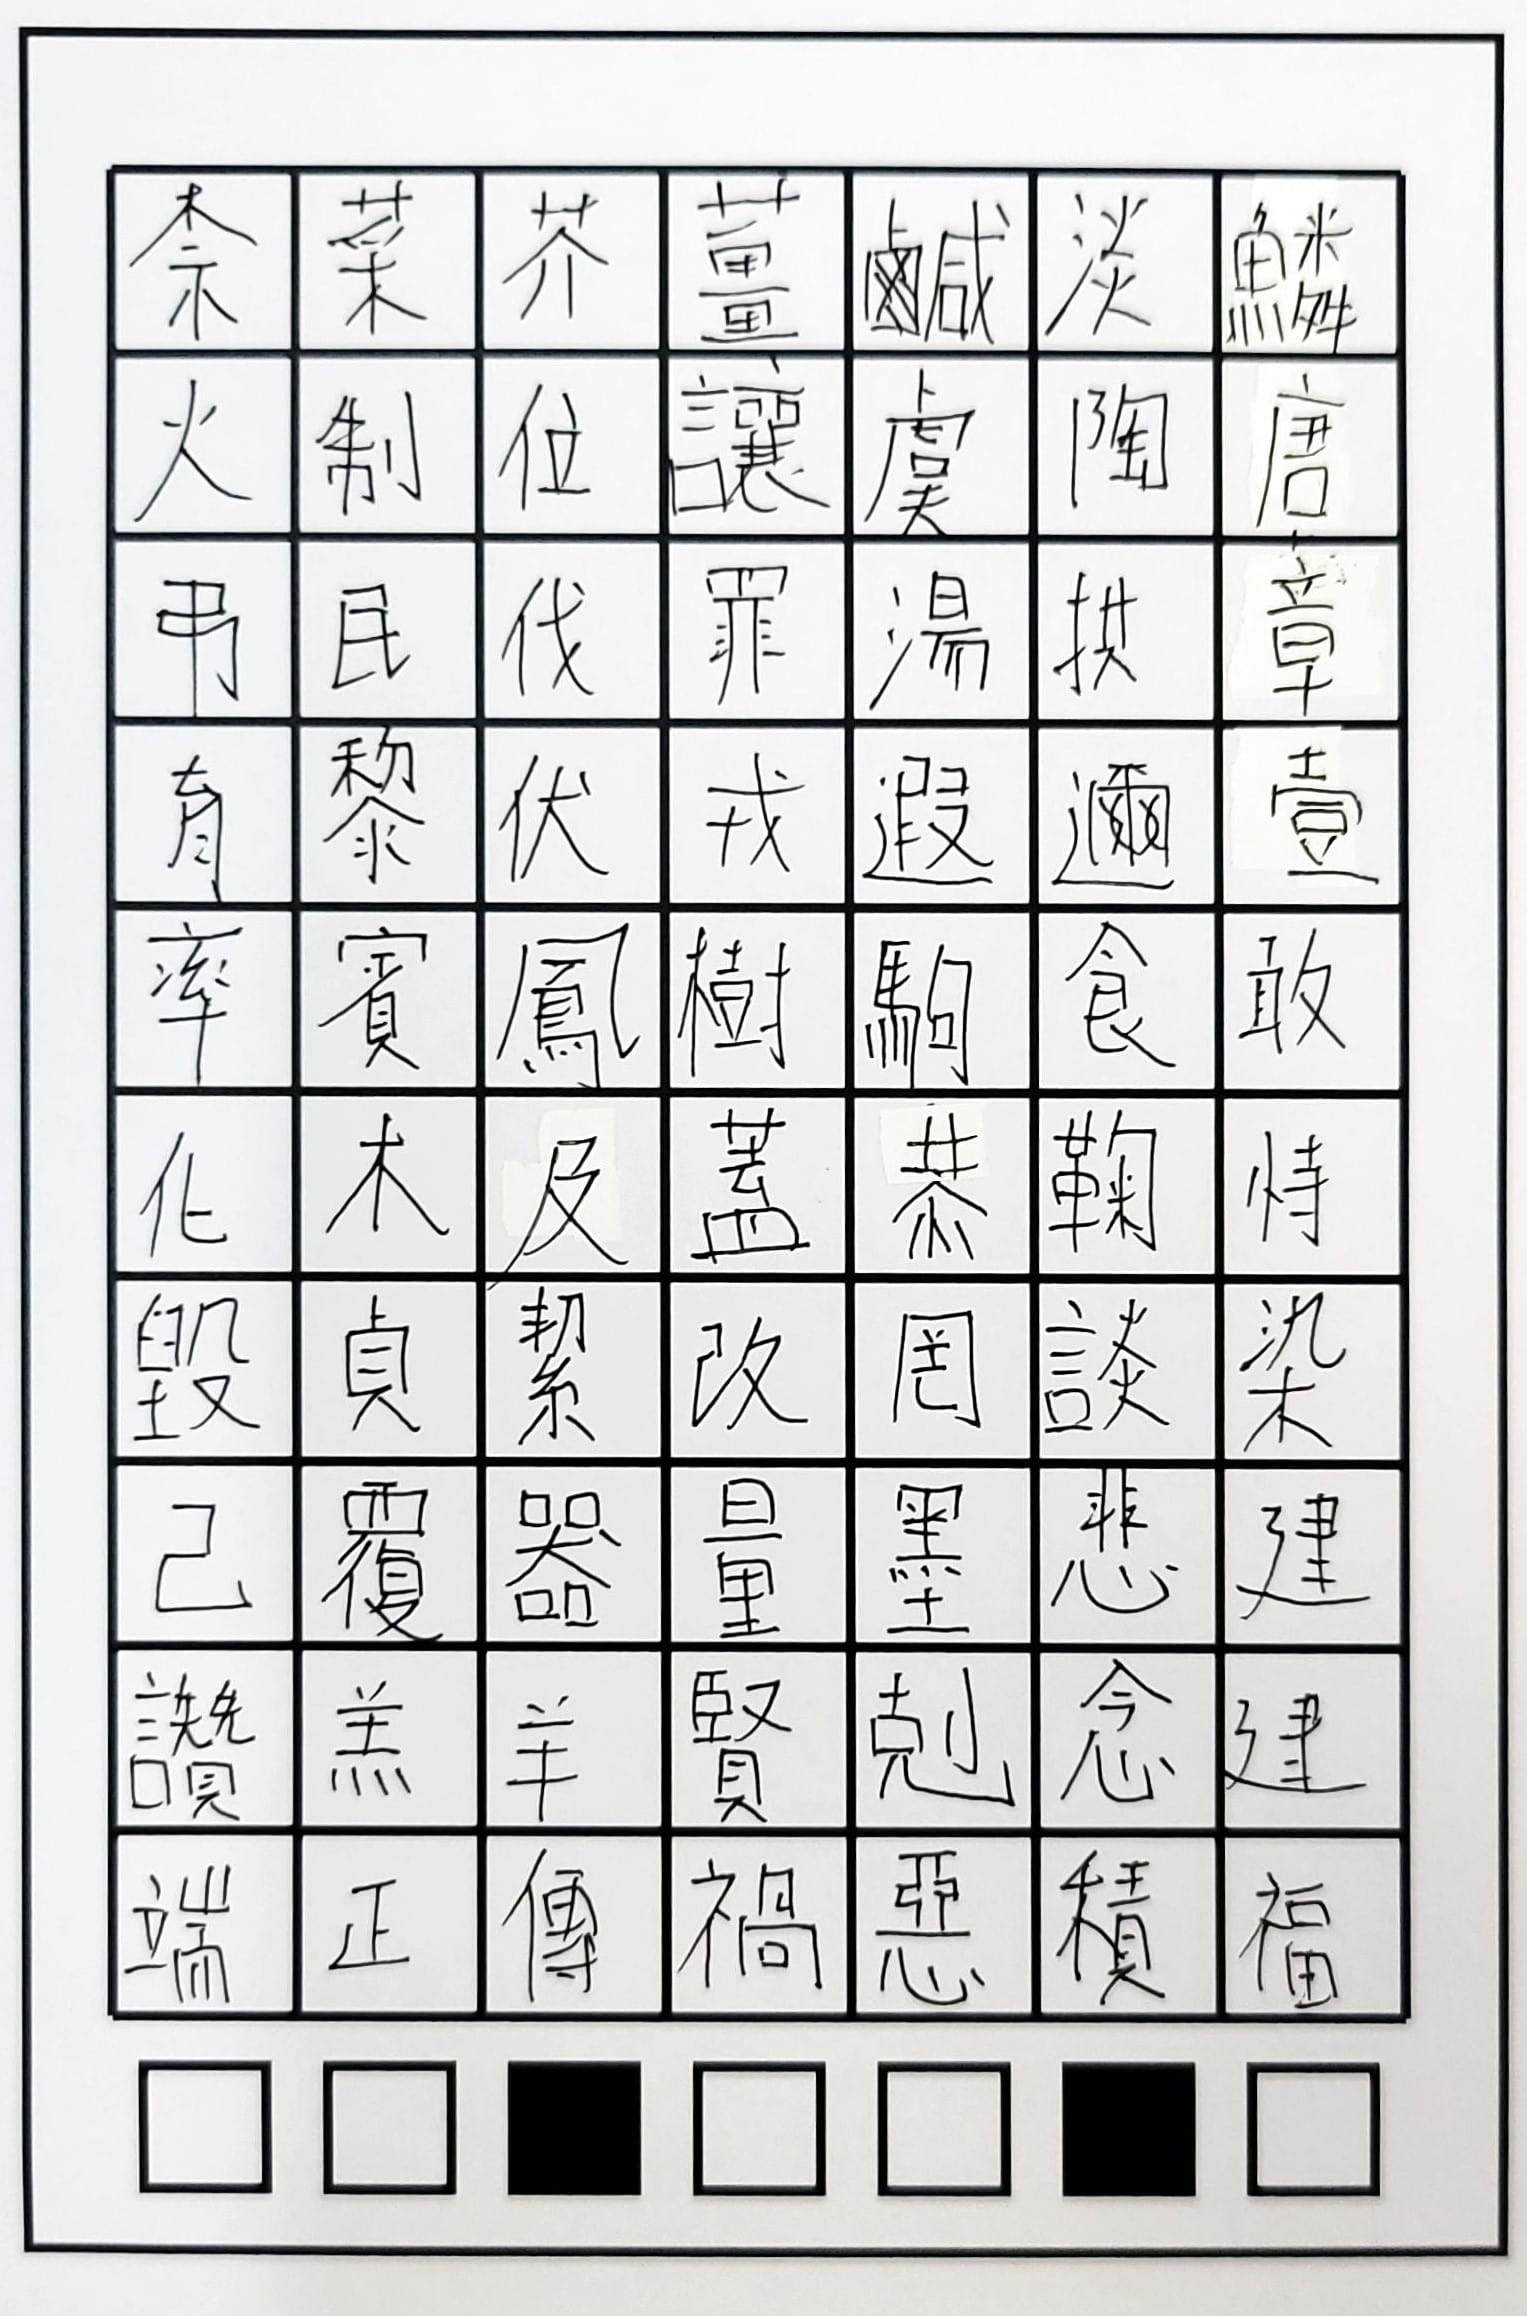 柰菜芥薑鹹淡鱗
火制位讓虞陶唐
弔民伐罪湯拱章
育黎伏戎遐邇壹
率賓鳳樹駒食敢
化木及蓋恭鞠恃
毀貞絜改罔談染
己覆器量墨悲建
讚羔羊賢剋念建
端正傳禍惡積福